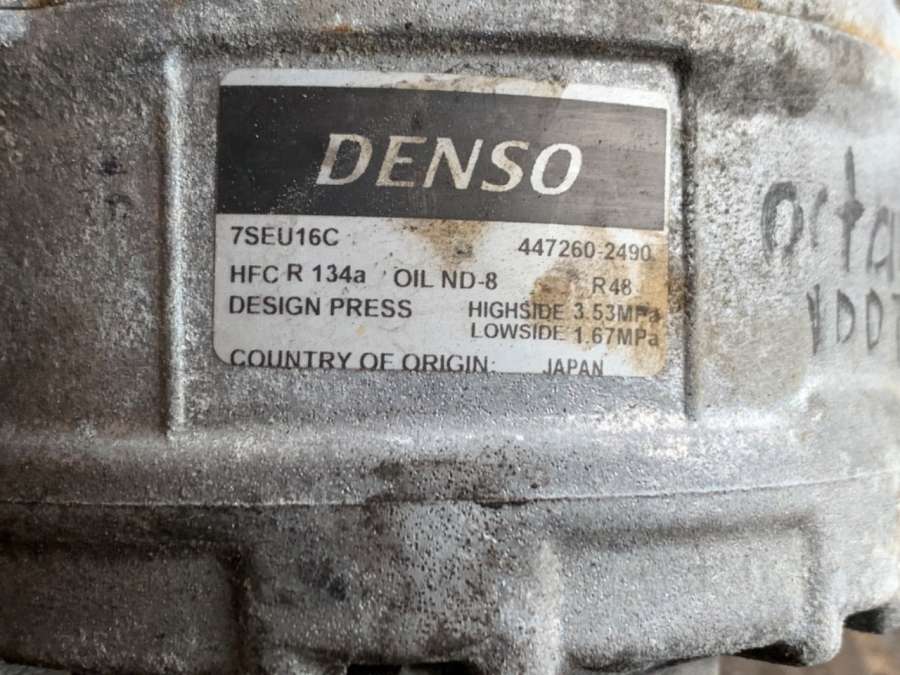 DENSO
7SEU16C 447260-2490
HFC R 134a OIL ND-8 R48
DESIGN PRESS HIGHSIDE 3.53MPa
LOWSIDE 1.67MPa
COUNTRY OF ORIGIN: JAPAN